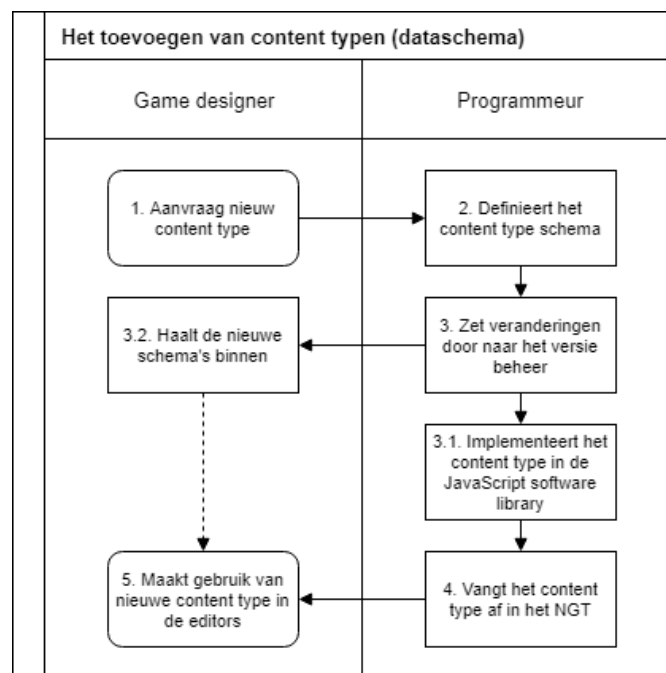 Het toevoegen van content typen (dataschema)
Game designer
Programmeur
1. Aanvraag nieuw
content type
2. Definieert het
content type schema
3.2. Haalt de nieuwe
schema's binnen
3. Zet veranderingen
door naar het versie
beheer
3.1. Implementeert het
content type in de
JavaScript software
library
5. Maakt gebruik van
nieuwe content type in
de editors
4. Vangt het content
type af in het NGT